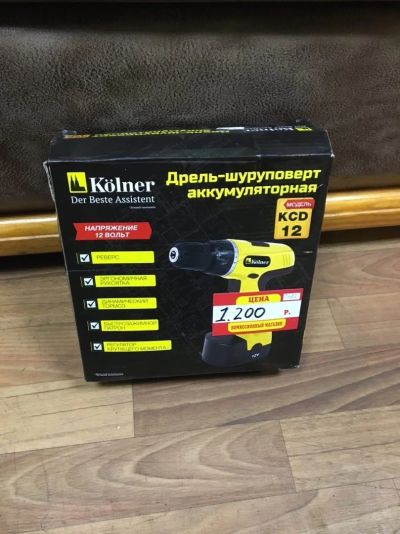 Kölner
Der Beste Assistent
Дрель-шуруповерт
аккумуляторная
МОДЕЛЬ
KCD
12
НАПРЯЖЕНИЕ
12 ВОЛЬТ
РЕВЕРС
ЭРГОНОМИЧНАЯ
РУКОЯТКА
ДИНАМИЧЕСКИЙ
ТОРМОЗ
БЫСТРОЗАЖИМНОЙ
ПАТРОН
РЕГУЛЯТОР
КРУТЯЩЕГО МОМЕНТА
Kölner
ЦЕНА
1.200 Р.
КОМИССИОННЫЙ МАГАЗИН
12V